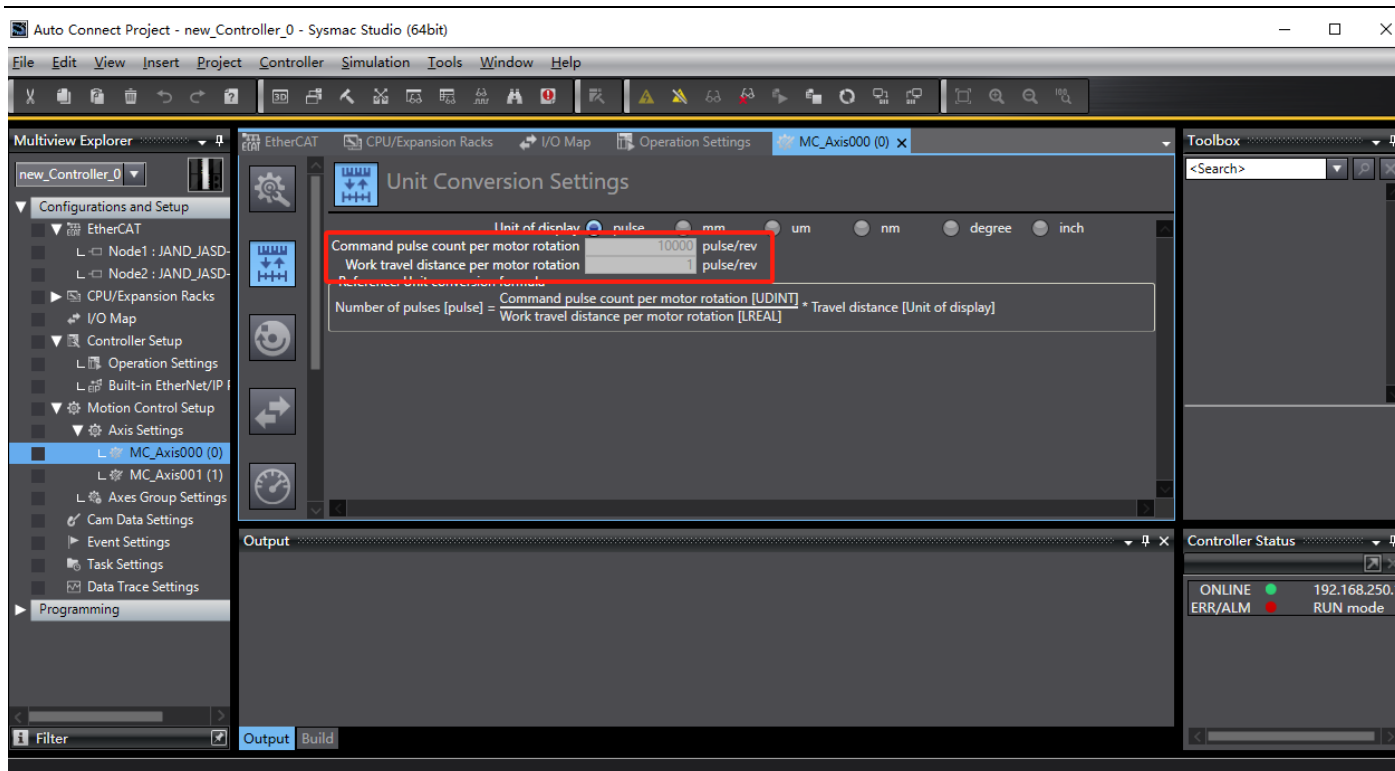 Auto Connect Project - new_Controller_0 - Sysmac Studio (64bit)
File Edit View Insert Project Controller Simulation Tools Window Help
Multiview Explorer
new_Controller_0
Configurations and Setup
EtherCAT
Node1 : JAND_JASD-
Node2 : JAND_JASD-
CPU/Expansion Racks
I/O Map
Controller Setup
Operation Settings
Built-in EtherNet/IP
Motion Control Setup
Axis Settings
MC_Axis000 (0)
MC_Axis001 (1)
Axes Group Settings
Cam Data Settings
Event Settings
Task Settings
Data Trace Settings
Programming
Filter
EtherCAT CPU/Expansion Racks I/O Map Operation Settings MC_Axis000 (0)
Unit Conversion Settings
Unit of display pulse mm um nm degree inch
Command pulse count per motor rotation 10000 pulse/rev
Work travel distance per motor rotation 1 pulse/rev
Reference: Unit conversion formula
Number of pulses [pulse] = Command pulse count per motor rotation [UDINT] * Travel distance [Unit of display]
Work travel distance per motor rotation [LREAL]
Output
Output Build
Toolbox
<Search>
Controller Status
ONLINE 192.168.250.
ERR/ALM RUN mode